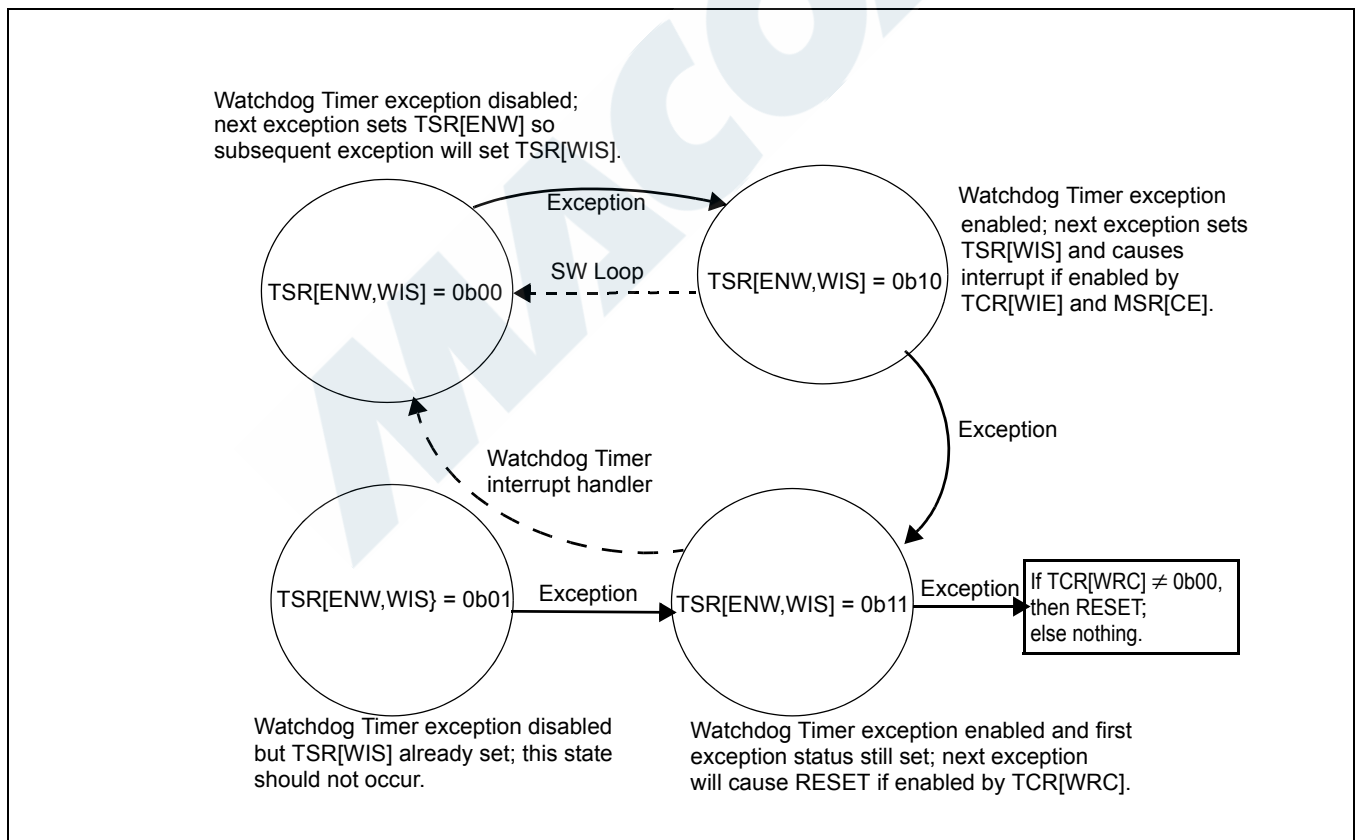 Watchdog Timer exception disabled;
next exception sets TSR[ENW] so
subsequent exception will set TSR[WIS].
Exception
SW Loop
TSR[ENW,WIS] = 0b00
TSR[ENW,WIS] = 0b10
Watchdog Timer exception
enabled; next exception sets
TSR[WIS] and causes
interrupt if enabled by
TCR[WIE] and MSR[CE].
Exception
Watchdog Timer
interrupt handler
TSR[ENW,WIS} = 0b01
Exception
TSR[ENW,WIS] = 0b11
Exception
If TCR[WRC] ≠ 0b00,
then RESET;
else nothing.
Watchdog Timer exception disabled
but TSR[WIS] already set; this state
should not occur.
Watchdog Timer exception enabled and first
exception status still set; next exception
will cause RESET if enabled by TCR[WRC].